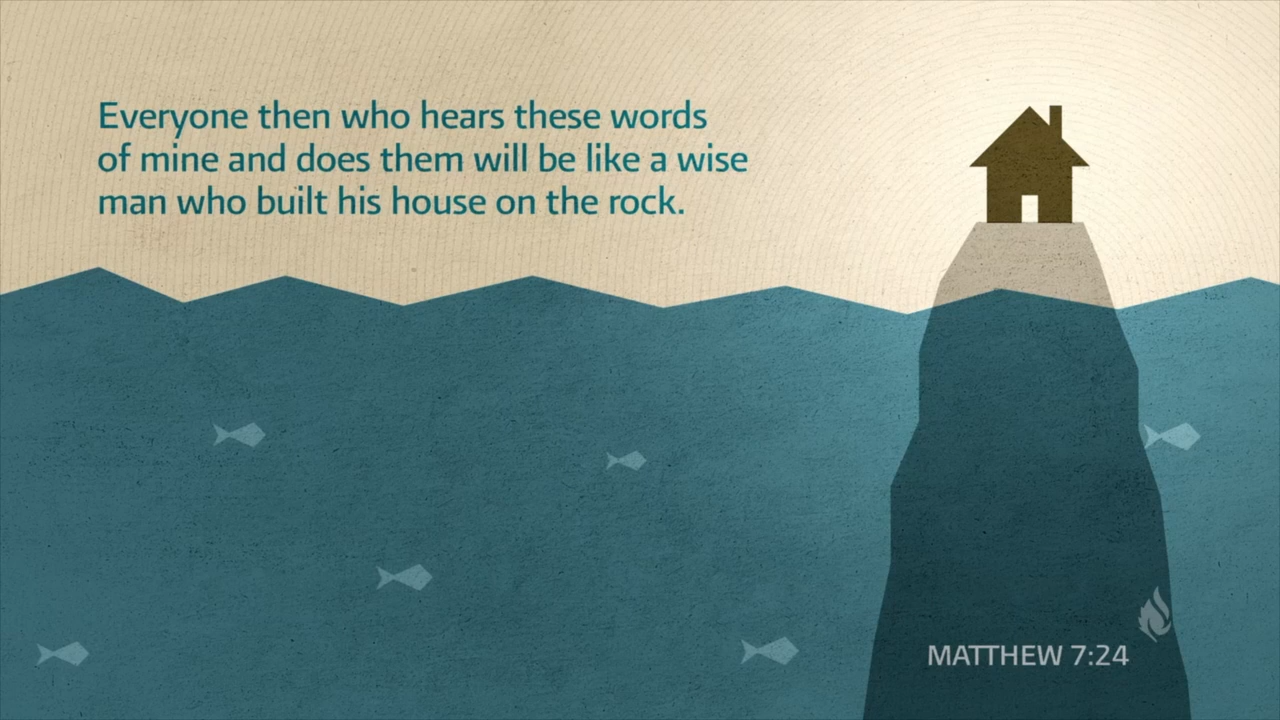 Everyone then who hears these words
of mine and does them will be like a wise
man who built his house on the rock.
MATTHEW 7:24